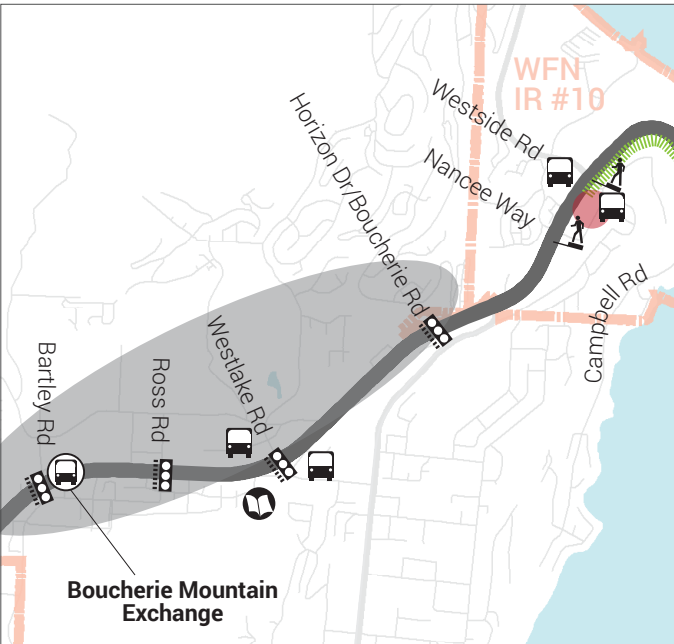 WFN
IR #10
Westside Rd
Nancee Way
Horizon Dr/Boucherie Rd
Campbell Rd
Westlake Rd
Ross Rd
Bartley Rd
Boucherie Mountain
Exchange